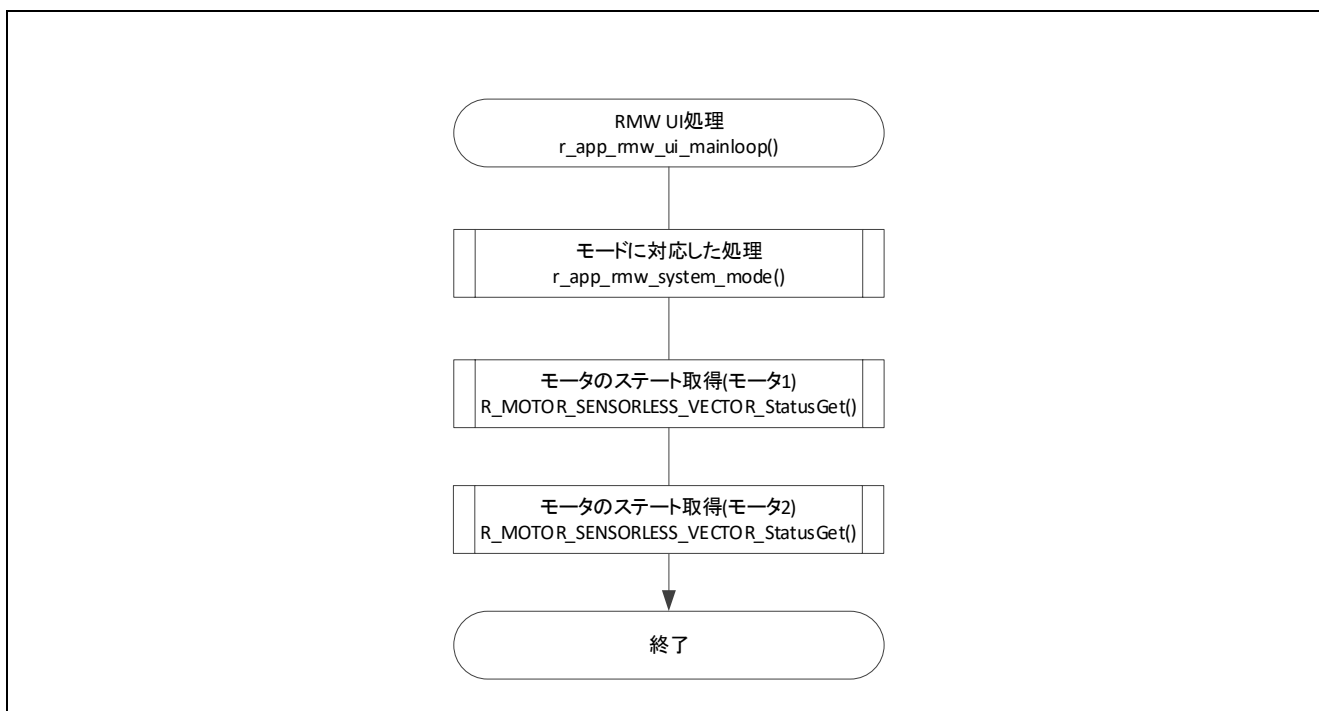 RMW UI処理
r_app_rmw_ui_mainloop()
モードに対応した処理
r_app_rmw_system_mode()
モータのステート取得(モータ1)
R_MOTOR_SENSORLESS_VECTOR_StatusGet()
モータのステート取得(モータ2)
R_MOTOR_SENSORLESS_VECTOR_StatusGet()
終了